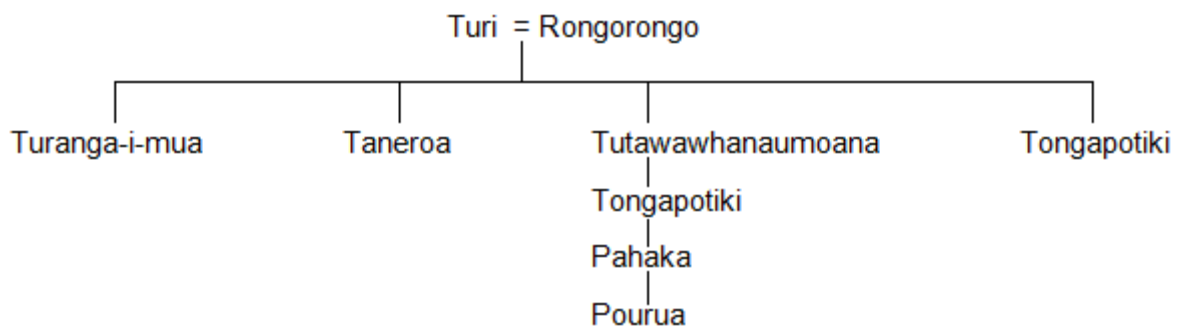 Turi = Rongorongo
Turanga-i-mua Taneroa Tutawawhanaumoana Tongapotiki
Tongapotiki
Pahaka
Pourua